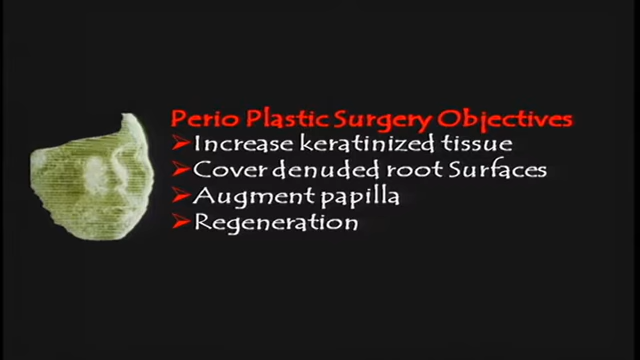 Perio Plastic Surgery Objectives
➤Increase keratinized tissue
➤Cover denuded root Surfaces
➤Augment papilla
➤Regeneration